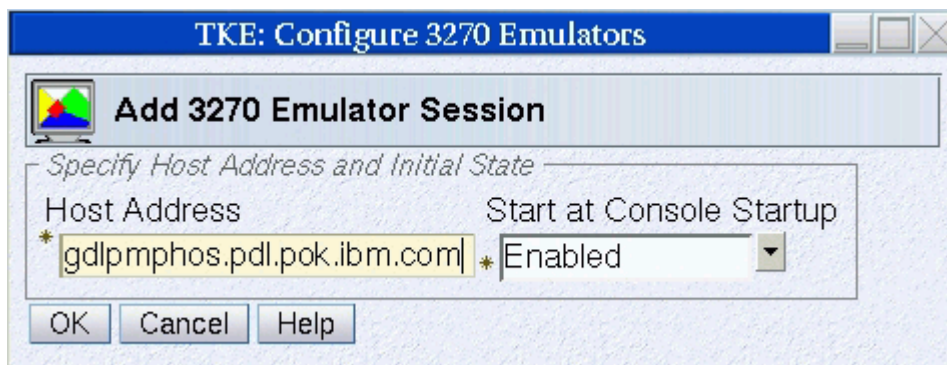 TKE: Configure 3270 Emulators
Add 3270 Emulator Session
Specify Host Address and Initial State
Host Address Start at Console Startup
* gdlpmphos.pdl.pok.ibm.com * Enabled
OK Cancel Help